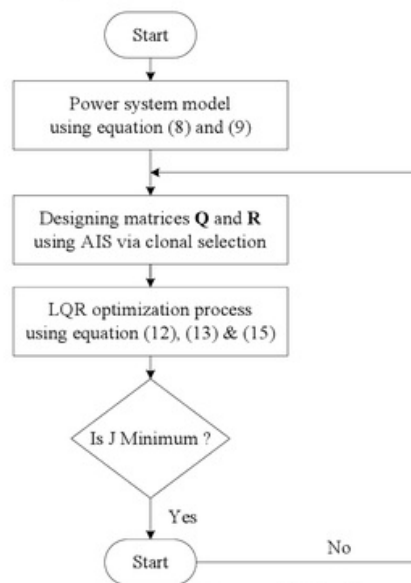 Start
Power system model
using equation (8) and (9)
Designing matrices Q and R
using AIS via clonal selection
LQR optimization process
using equation (12), (13) & (15)
Is J Minimum ?
Yes
No
Start